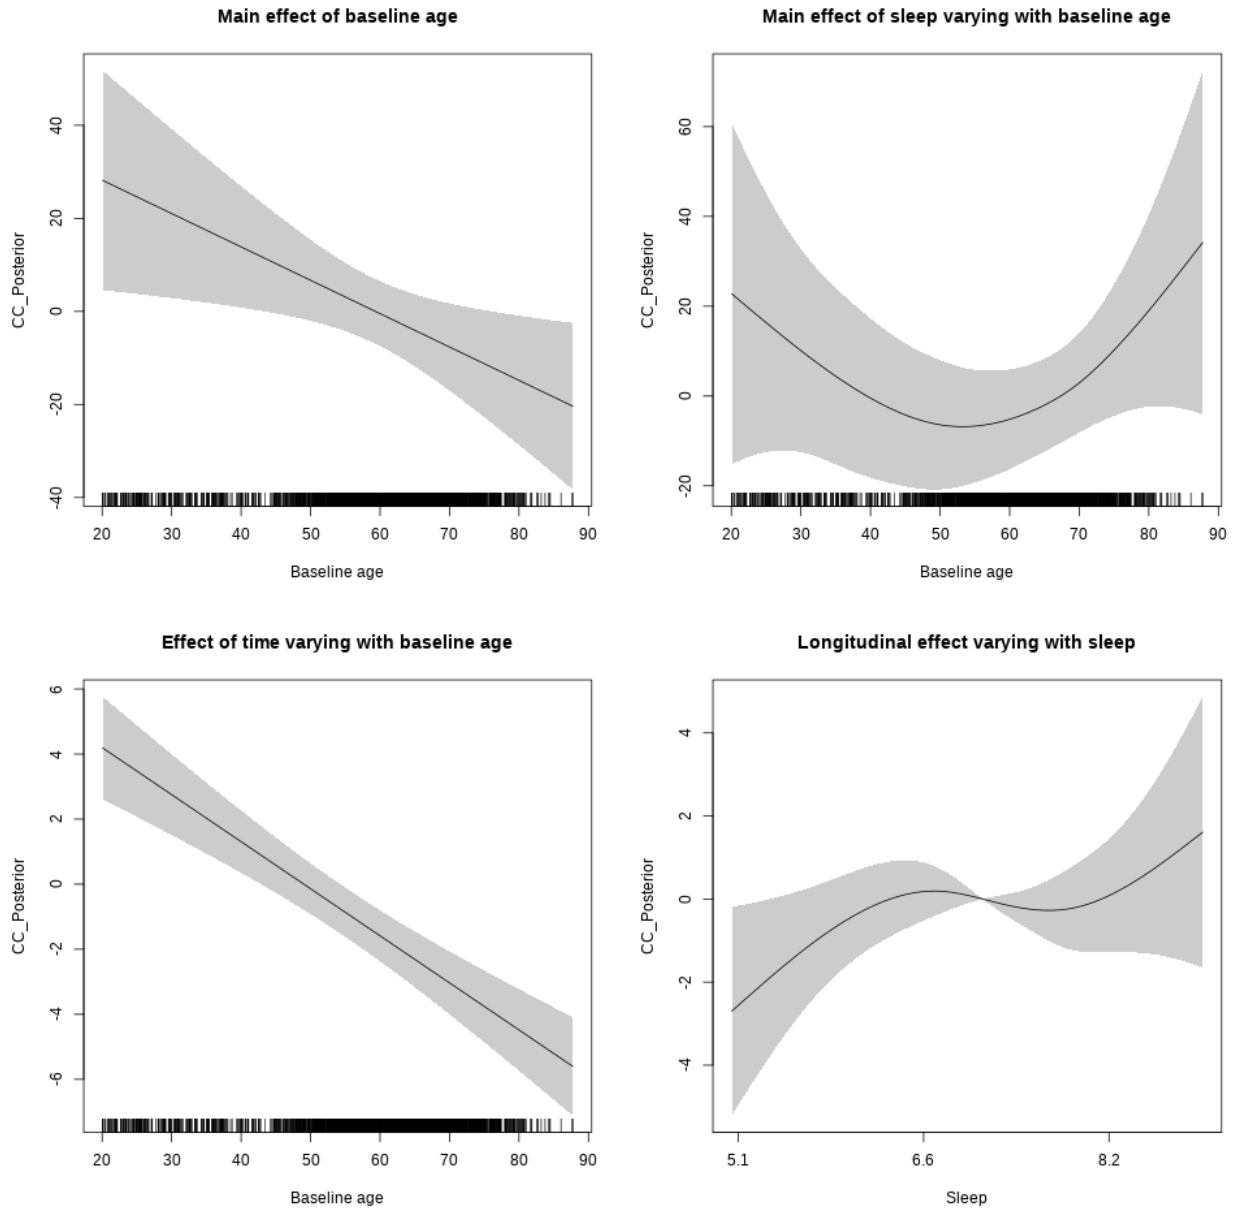 Main effect of baseline age
CC_Posterior
40
20
0
-20
-40
20 30 40 50 60 70 80 90
Baseline age
Main effect of sleep varying with baseline age
CC_Posterior
60
40
20
0
-20
20 30 40 50 60 70 80 90
Baseline age
Effect of time varying with baseline age
CC_Posterior
6
4
2
0
-2
-4
-6
20 30 40 50 60 70 80 90
Baseline age
Longitudinal effect varying with sleep
CC_Posterior
4
2
0
-2
-4
5.1 6.6 8.2
Sleep